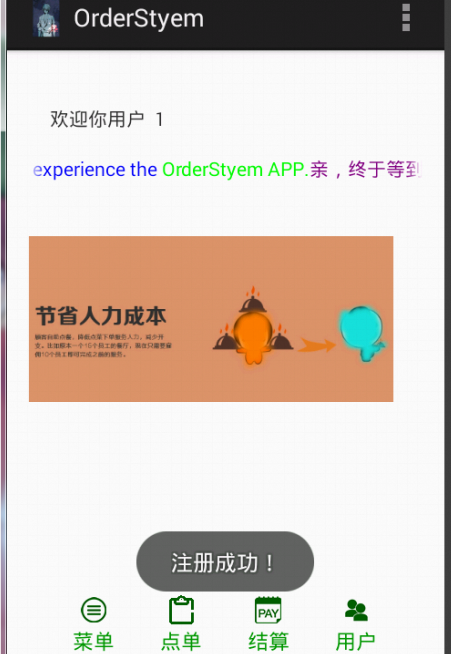 OrderStyem
欢迎你用户 1
experience the OrderStyem APP.亲，终于等到
节省人力成本
注册成功！
PAY
菜单 点单 结算 用户